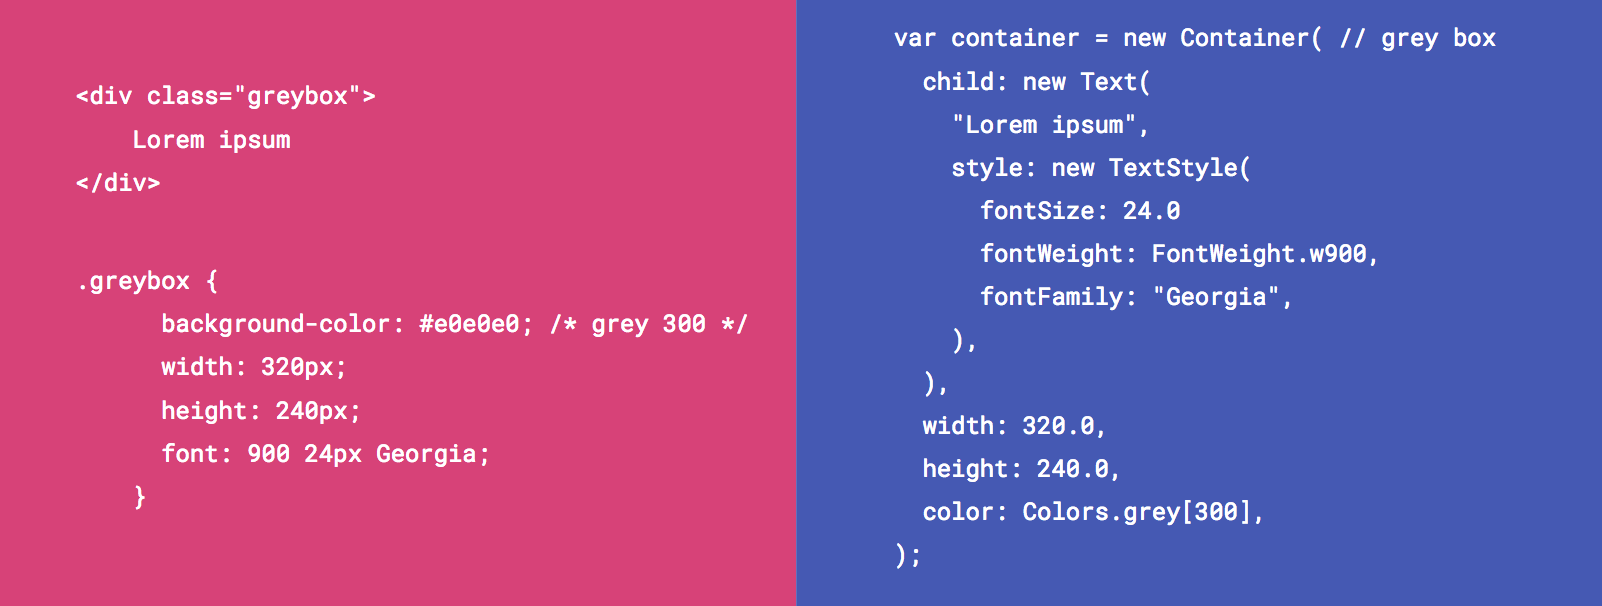 <div class="greybox">
    Lorem ipsum
</div>
.greybox {
      background-color: #e0e0e0; /* grey 300 */
      width: 320px;
      height: 240px;
      font: 900 24px Georgia;
    }
var container = new Container( // grey box
  child: new Text(
    "Lorem ipsum",
    style: new TextStyle(
      fontSize: 24.0
      fontWeight: FontWeight.w900,
      fontFamily: "Georgia",
    ),
  ),
  width: 320.0,
  height: 240.0,
  color: Colors.grey[300],
);